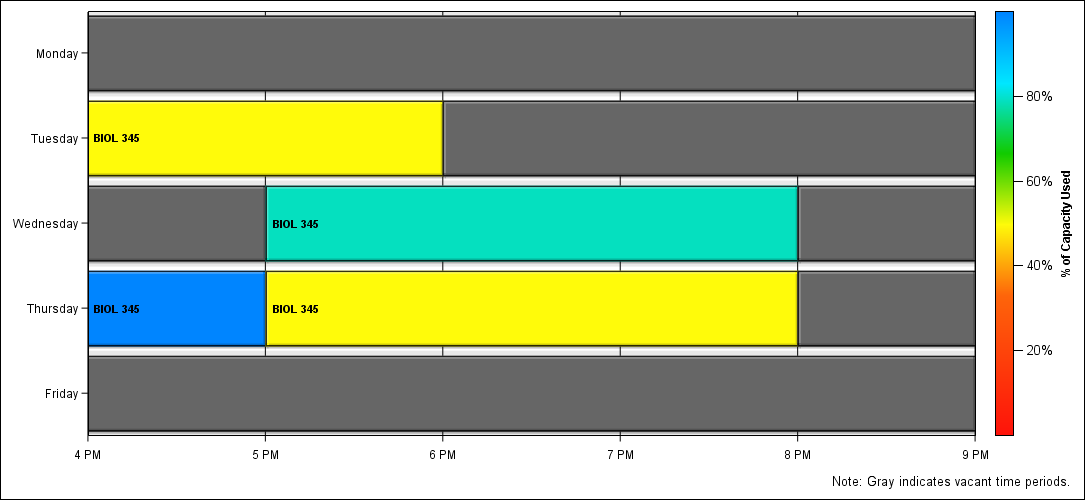 Monday
Tuesday
BIOL 345
Wednesday
BIOL 345
Thursday
BIOL 345
BIOL 345
Friday
4 PM
5 PM
6 PM
7 PM
8 PM
9 PM
80%
60%
40%
20%
% of Capacity Used
Note: Gray indicates vacant time periods.